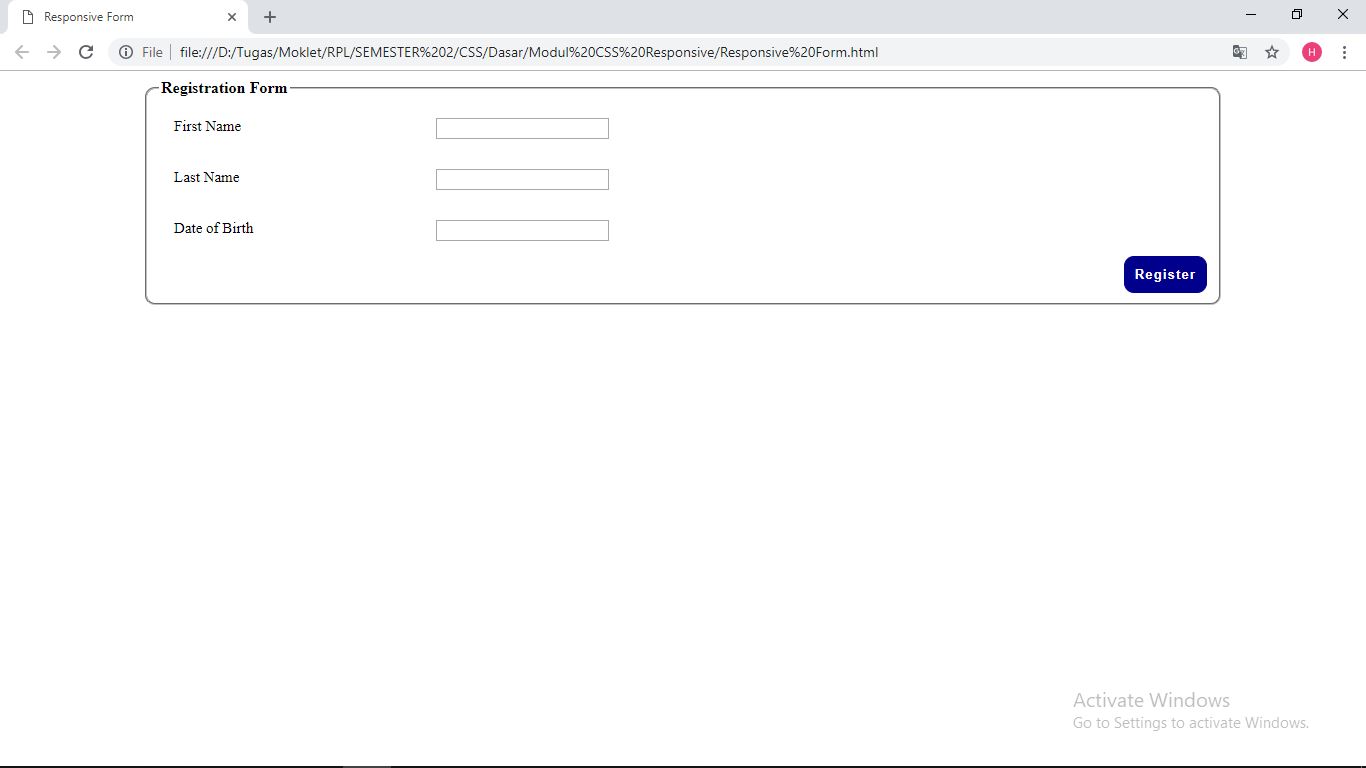 Responsive Form
File file:///D:/Tugas/Moklet/RPL/SEMESTER%202/CSS/Dasar/Modul%20CSS%20Responsive/Responsive%20Form.html
H
Registration Form
First Name
Last Name
Date of Birth
Register
Activate Windows
Go to Settings to activate Windows.